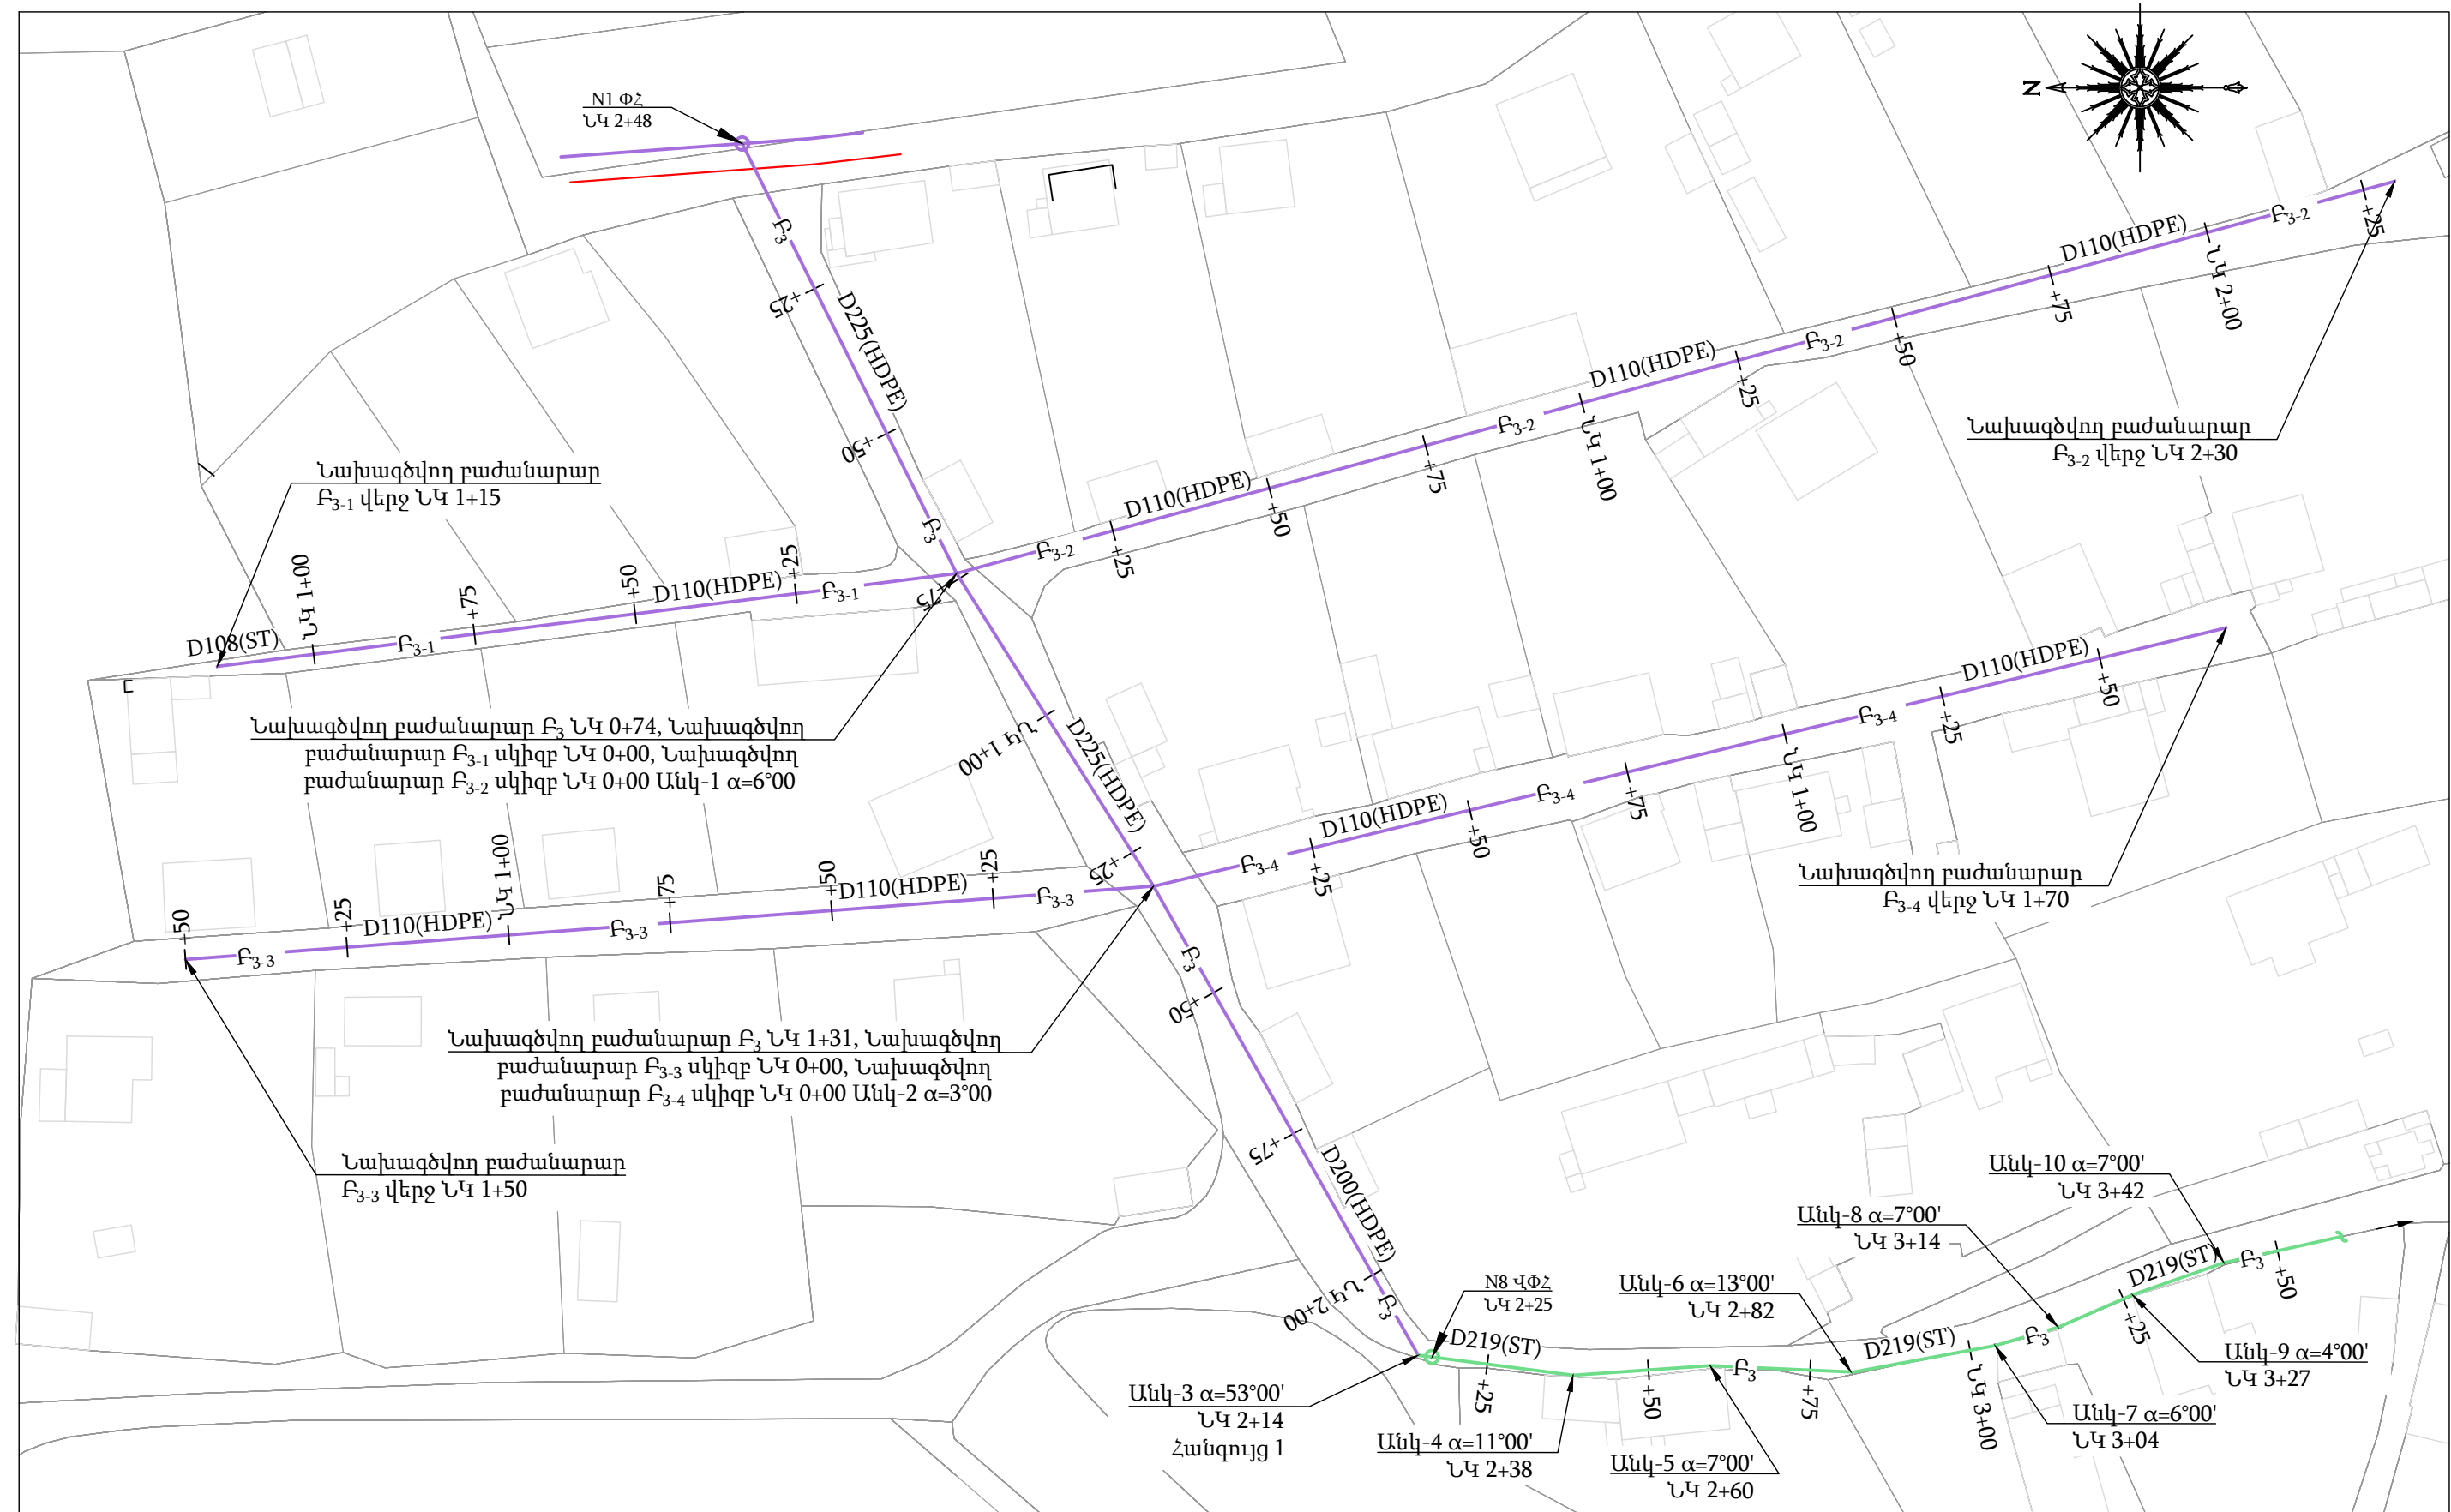 N1 ՓՀ
ՆԿ 2+48
N
Բ3
+25
D225(HDPE)
+50
Բ3
+75
ՆԿ 1+00
D225(HDPE)
+25
Բ3
+50
+75
D200(HDPE)
ՆԿ 2+00
Բ3
Բ3-2
+25
D110(HDPE)
+50
+75
Բ3-2
ՆԿ 1+00
D110(HDPE)
+25
Բ3-2
+50
+75
D110(HDPE)
ՆԿ 2+00
Բ3-2
+25
Նախագծվող բաժանարար
Բ3-2 վերջ ՆԿ 2+30
Նախագծվող բաժանարար
Բ3-1 վերջ ՆԿ 1+15
D108(ST)
ՆԿ 1+00
Բ3-1
+75
+50
D110(HDPE)
+25
Բ3-1
Նախագծվող բաժանարար Բ3 ՆԿ 0+74, Նախագծվող
բաժանարար Բ3-1 սկիզբ ՆԿ 0+00, Նախագծվող
բաժանարար Բ3-2 սկիզբ ՆԿ 0+00 Անկ-1 α=6°00
+50
Բ3-3
+25
D110(HDPE)
ՆԿ 1+00
Բ3-3
+75
+50
D110(HDPE)
+25
Բ3-3
Բ3-4
+25
D110(HDPE)
+50
Բ3-4
+75
ՆԿ 1+00
Բ3-4
+25
D110(HDPE)
+50
Նախագծվող բաժանարար
Բ3-4 վերջ ՆԿ 1+70
Նախագծվող բաժանարար Բ3 ՆԿ 1+31, Նախագծվող
բաժանարար Բ3-3 սկիզբ ՆԿ 0+00, Նախագծվող
բաժանարար Բ3-4 սկիզբ ՆԿ 0+00 Անկ-2 α=3°00
Նախագծվող բաժանարար
Բ3-3 վերջ ՆԿ 1+50
Անկ-10 α=7°00'
ՆԿ 3+42
Անկ-8 α=7°00'
ՆԿ 3+14
Անկ-6 α=13°00'
ՆԿ 2+82
N8 ՎՓՀ
ՆԿ 2+25
D219(ST)
+25
+50
Բ3
+75
D219(ST)
ՆԿ 3+00
Բ3
+25
D219(ST)
Բ3
+50
Անկ-3 α=53°00'
ՆԿ 2+14
Հանգույց 1
Անկ-4 α=11°00'
ՆԿ 2+38
Անկ-5 α=7°00'
ՆԿ 2+60
Անկ-7 α=6°00'
ՆԿ 3+04
Անկ-9 α=4°00'
ՆԿ 3+27